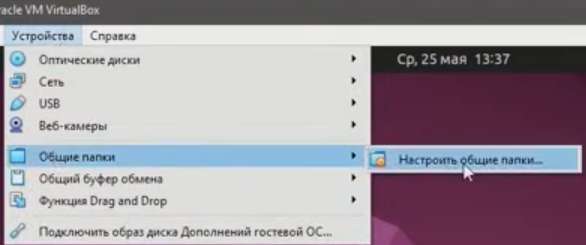 racle VM VirtualBox
Устройства Справка
Оптические диски
Ср, 25 мая 13:37
Сеть
USB
Веб-камеры
Общие папки
Настроить общие папки...
Общий буфер обмена
Функция Drag and Drop
Подключить образ диска Дополнений гостевой ОС...